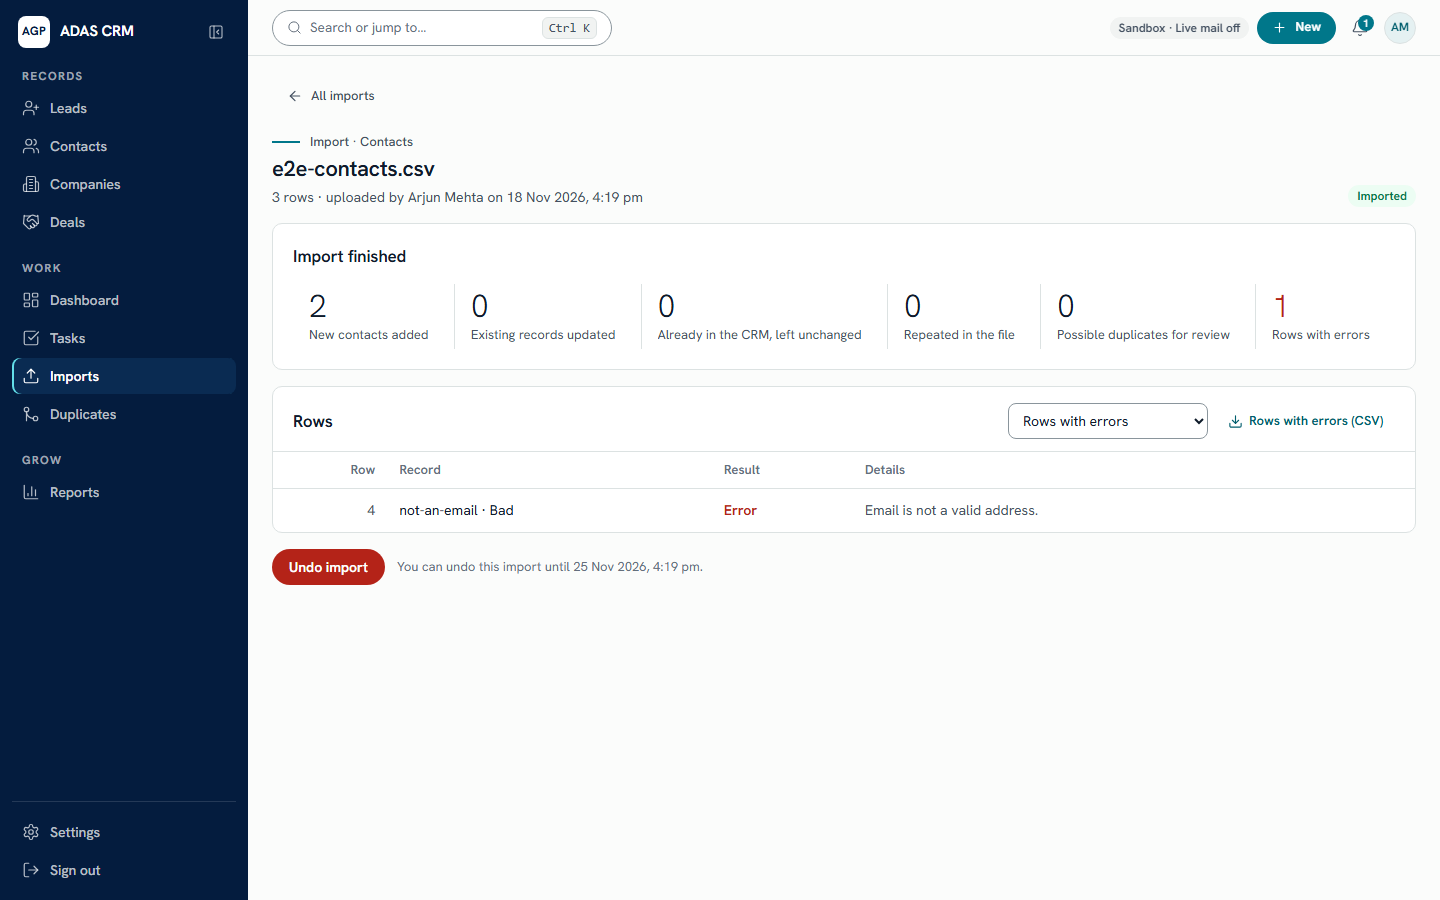 AGP ADAS CRM
RECORDS
Leads
Contacts
Companies
Deals
WORK
Dashboard
Tasks
Imports
Duplicates
GROW
Reports
Settings
Sign out
Search or jump to... Ctrl K
Sandbox · Live mail off
New
1
AM
All imports
Import · Contacts
e2e-contacts.csv
3 rows · uploaded by Arjun Mehta on 18 Nov 2026, 4:19 pm
Imported
Import finished
2
New contacts added
0
Existing records updated
0
Already in the CRM, left unchanged
0
Repeated in the file
0
Possible duplicates for review
1
Rows with errors
Rows
Rows with errors
Rows with errors (CSV)
Row Record Result Details
4 not-an-email · Bad Error Email is not a valid address.
Undo import
You can undo this import until 25 Nov 2026, 4:19 pm.